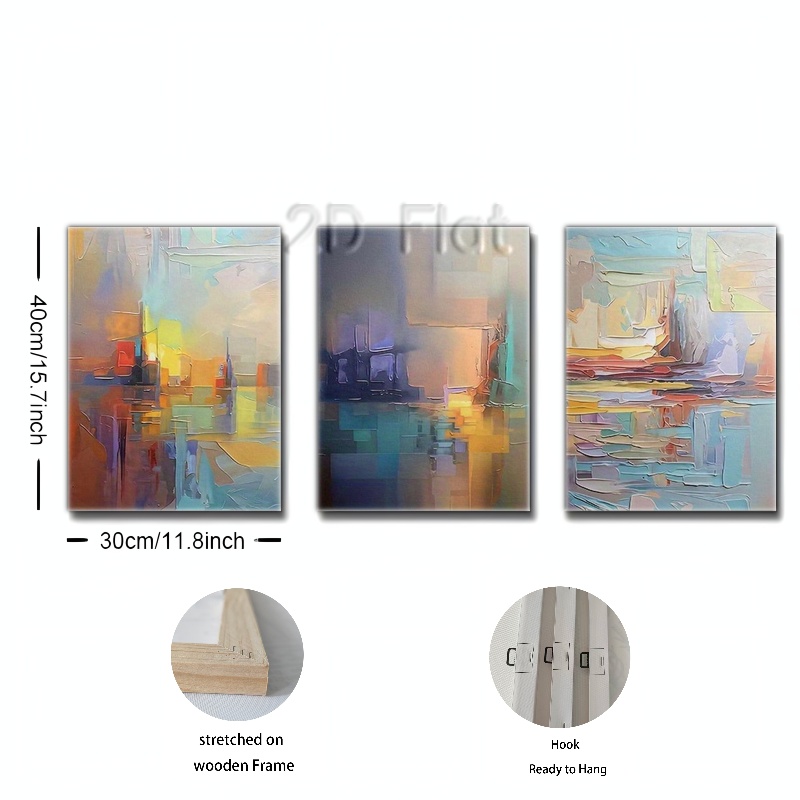 2D Flat
40cm/15.7inch
30cm/11.8inch
stretched on
wooden Frame
Hook
Ready to Hang